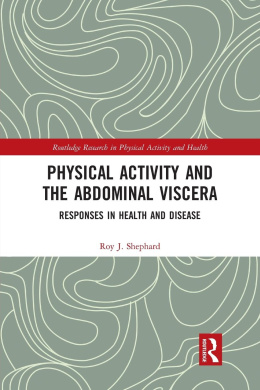 Routledge Research in Physical Activity and Health
PHYSICAL ACTIVITY AND
THE ABDOMINAL VISCERA
RESPONSES IN HEALTH AND DISEASE
Roy J. Shephard
ROUTLEDGE